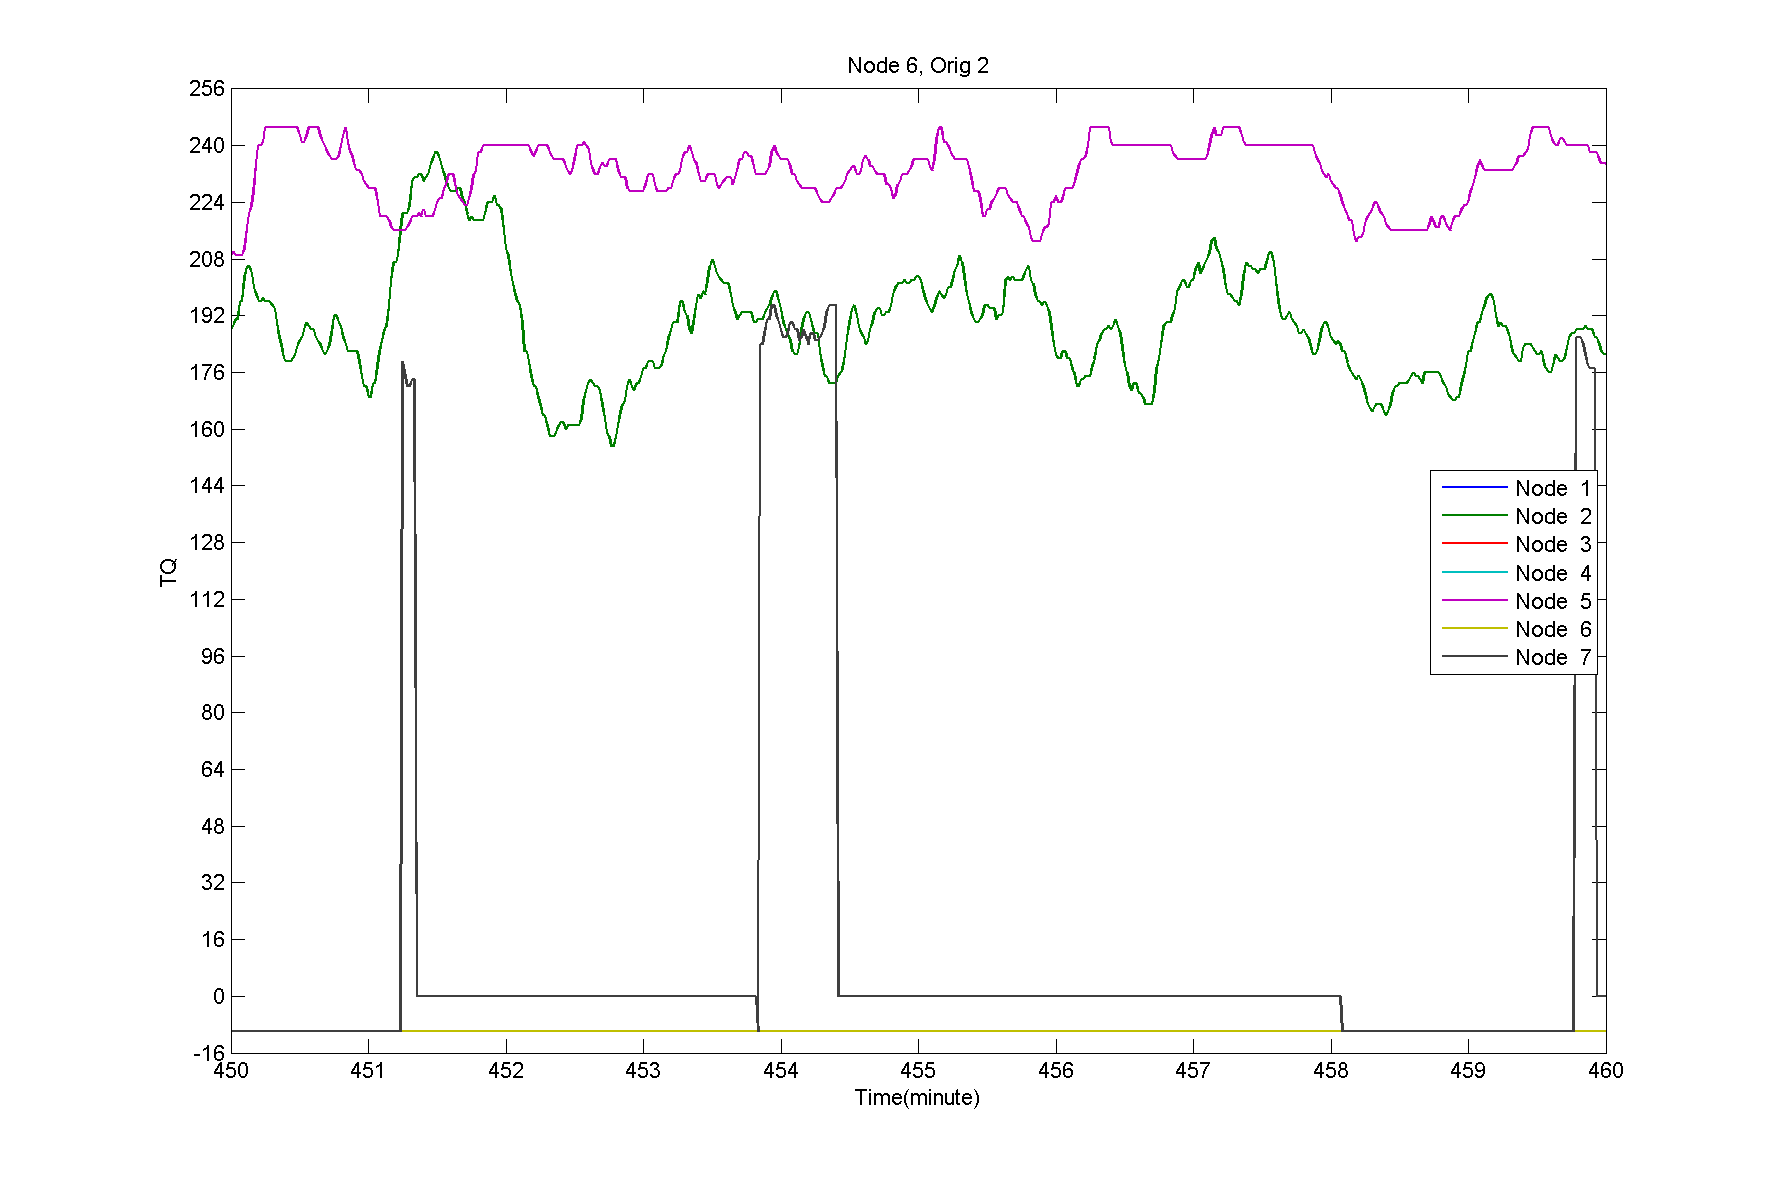 Node 6, Orig 2
256
240
224
208
192
176
160
144
128
112
96
80
64
48
32
16
0
-16
TQ
Node 1
Node 2
Node 3
Node 4
Node 5
Node 6
Node 7
450 451 452 453 454 455 456 457 458 459 460
Time(minute)